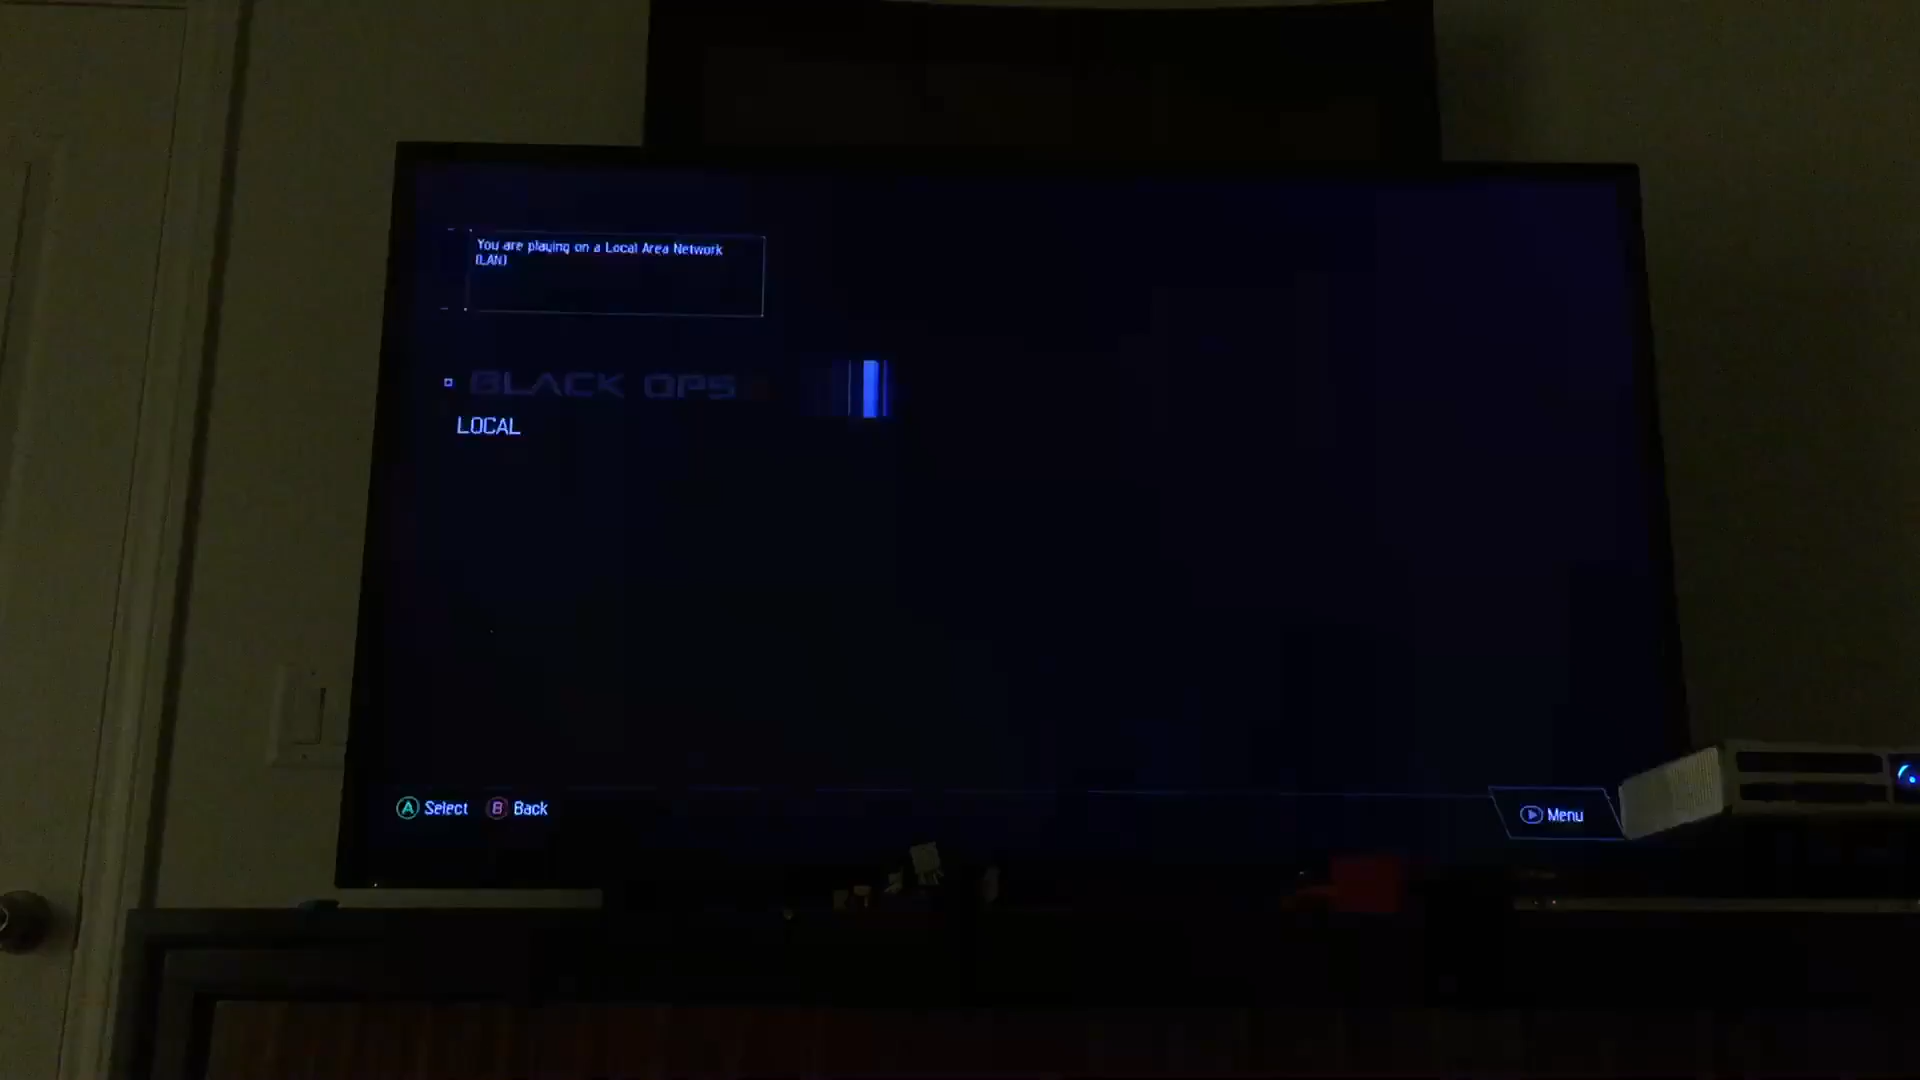 You are playing on a Local Area Network
(LAN)
BLACK OPS
LOCAL
A Select B Back
Menu